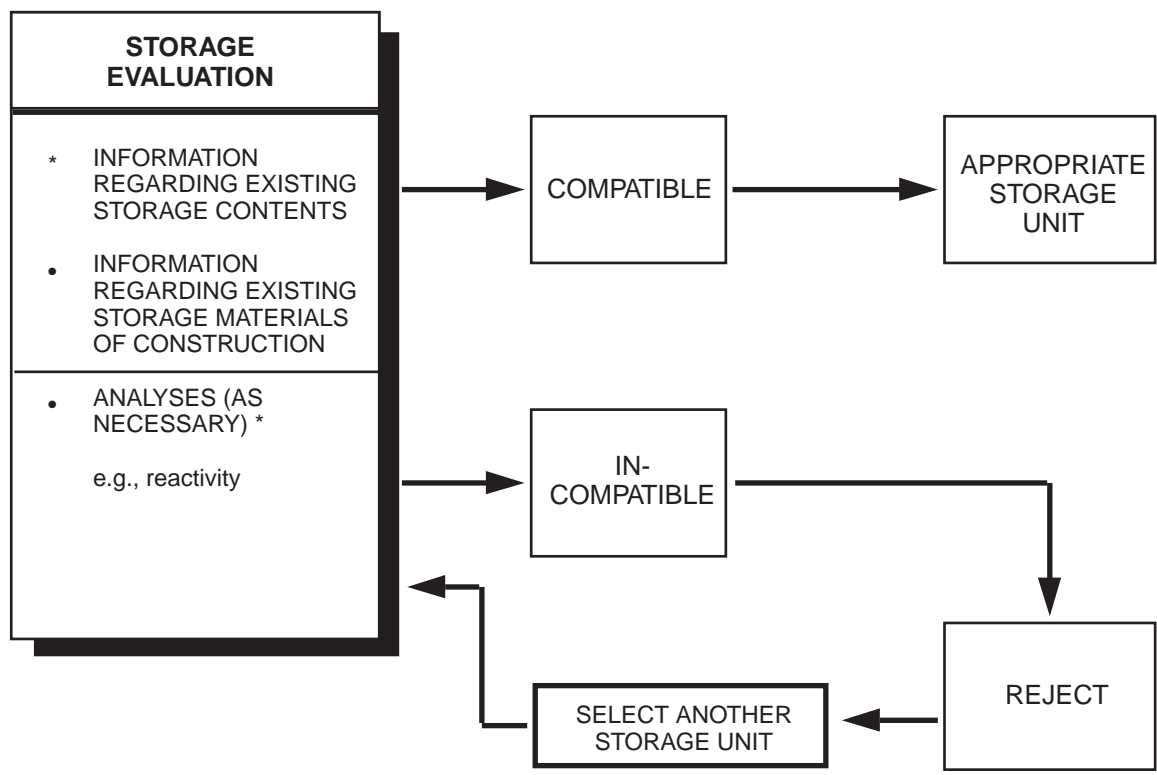 STORAGE
EVALUATION
* INFORMATION
REGARDING EXISTING
STORAGE CONTENTS
• INFORMATION
REGARDING EXISTING
STORAGE MATERIALS
OF CONSTRUCTION
• ANALYSES (AS
NECESSARY) *
e.g., reactivity
COMPATIBLE
APPROPRIATE
STORAGE
UNIT
IN-
COMPATIBLE
REJECT
SELECT ANOTHER
STORAGE UNIT